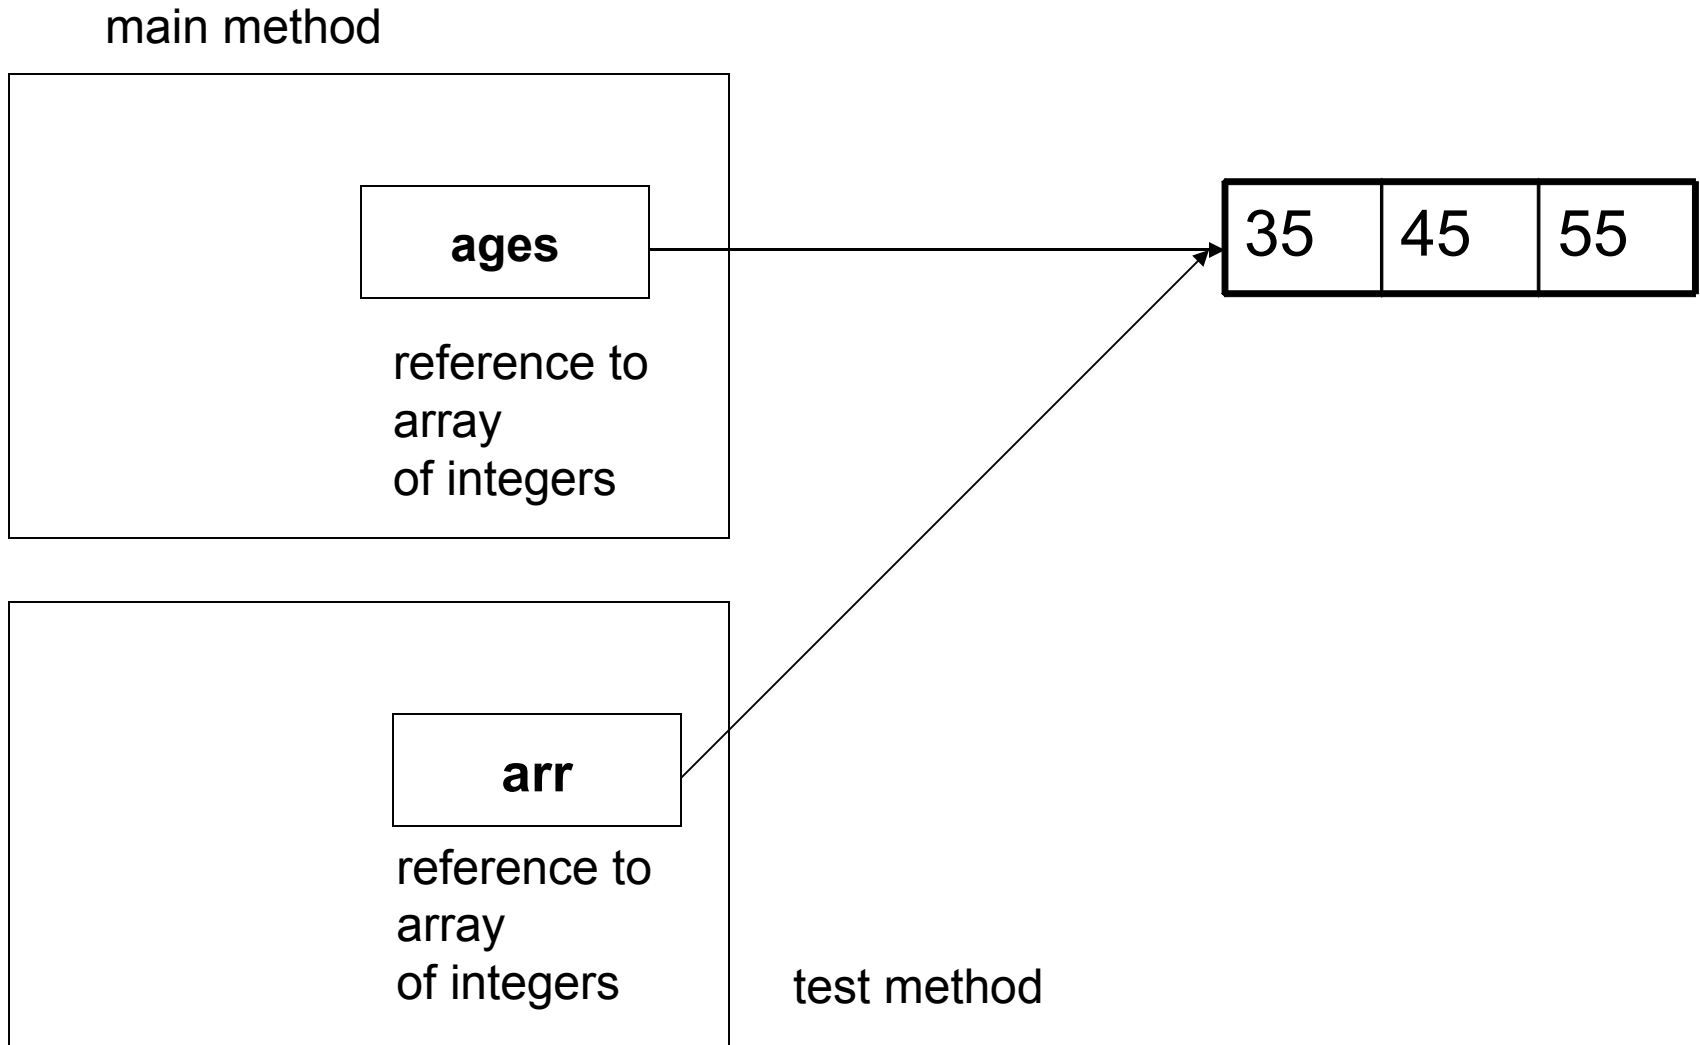 main method
ages
35 45 55
reference to
array
of integers
arr
reference to
array
of integers
test method